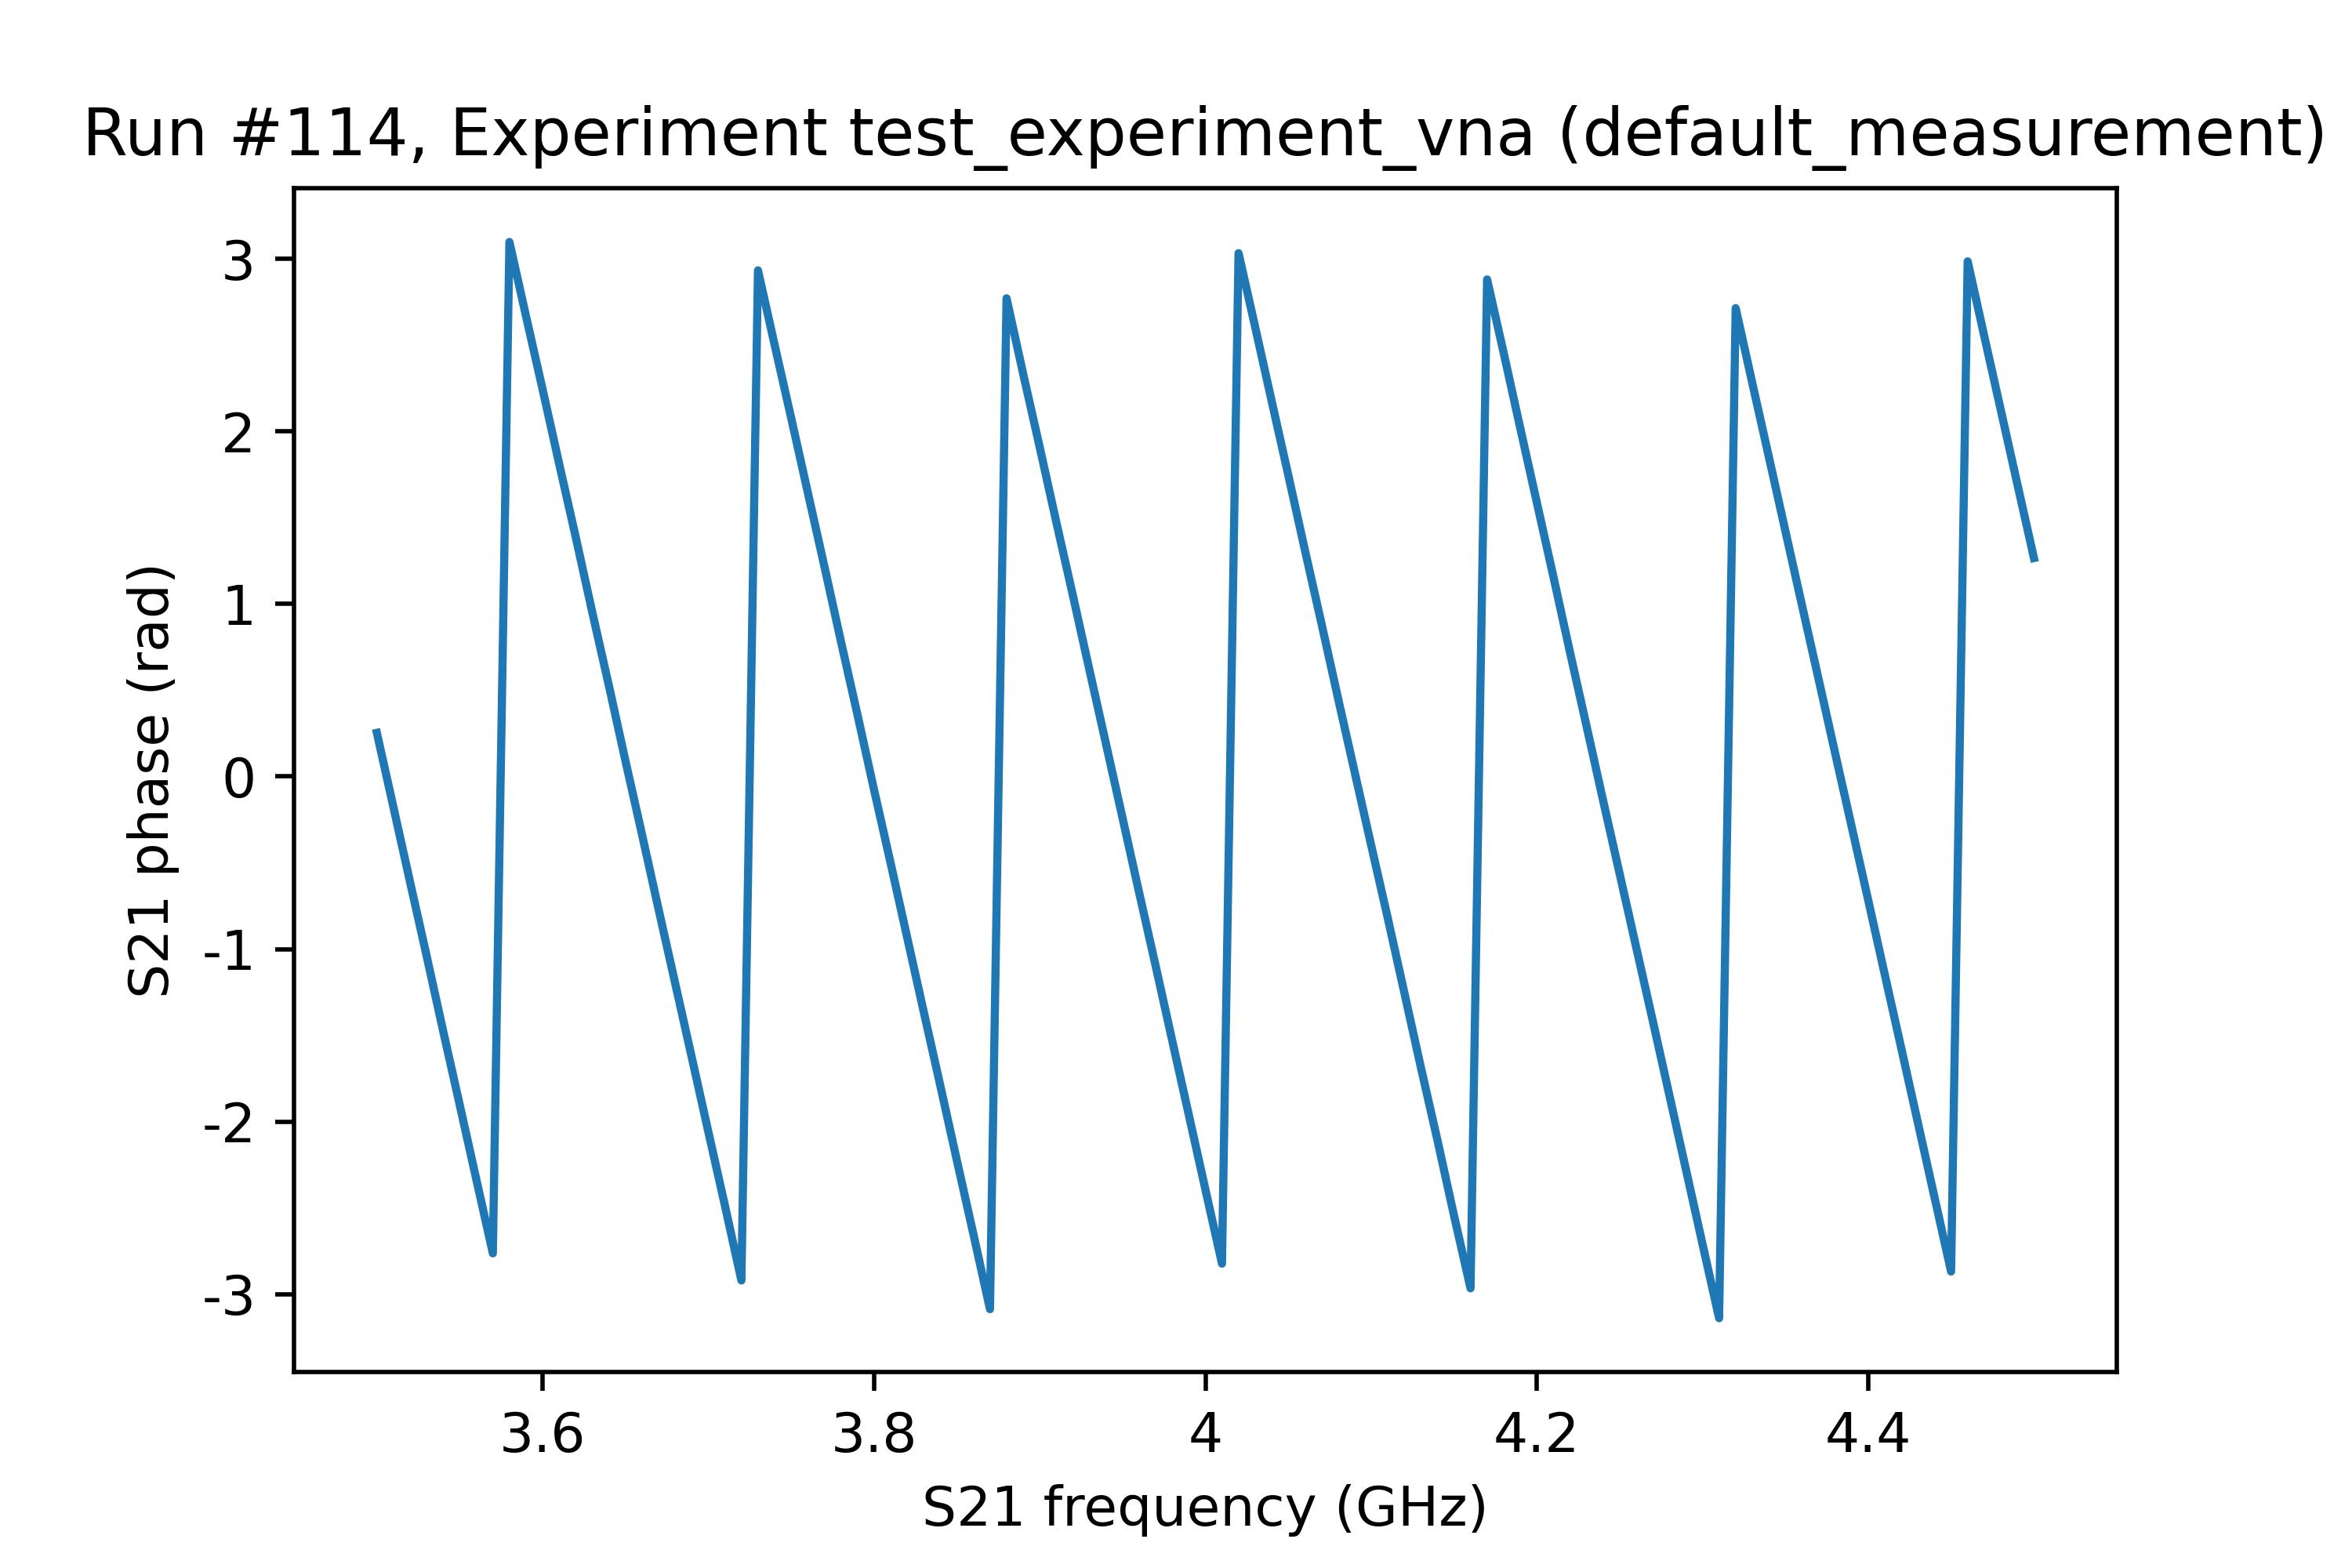 Run #114, Experiment test_experiment_vna (default_measurement)
3
2
1
0
-1
-2
-3
S21 phase (rad)
3.6 3.8 4 4.2 4.4
S21 frequency (GHz)